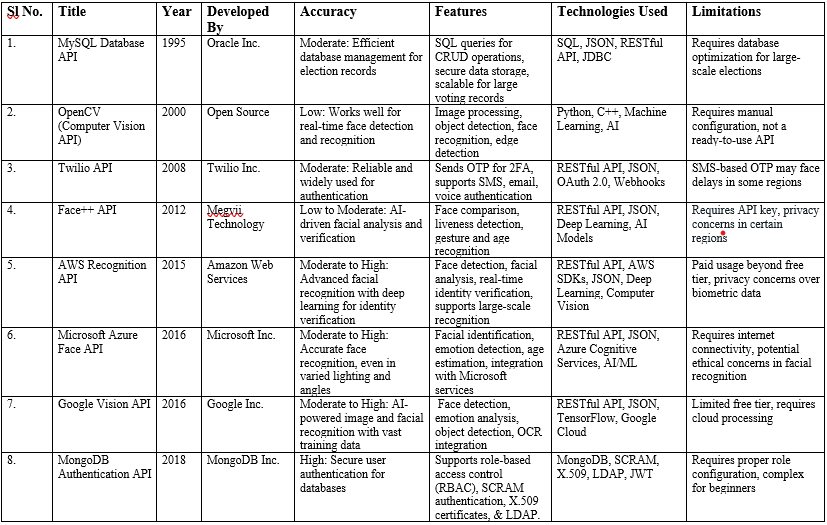 Sl No. Title Year Developed By Accuracy Features Technologies Used Limitations
1. MySQL Database API 1995 Oracle Inc. Moderate: Efficient database management for election records SQL queries for CRUD operations, secure data storage, scalable for large voting records SQL, JSON, RESTful API, JDBC Requires database optimization for large-scale elections
2. OpenCV (Computer Vision API) 2000 Open Source Low: Works well for real-time face detection and recognition Image processing, object detection, face recognition, edge detection Python, C++, Machine Learning, AI Requires manual configuration, not a ready-to-use API
3. Twilio API 2008 Twilio Inc. Moderate: Reliable and widely used for authentication Sends OTP for 2FA, supports SMS, email, voice authentication RESTful API, JSON, OAuth 2.0, Webhooks SMS-based OTP may face delays in some regions
4. Face++ API 2012 Megvii Technology Low to Moderate: AI-driven facial analysis and verification Face comparison, liveness detection, gesture and age recognition RESTful API, JSON, Deep Learning, AI Models Requires API key, privacy concerns in certain regions
5. AWS Recognition API 2015 Amazon Web Services Moderate to High: Advanced facial recognition with deep learning for identity verification Face detection, facial analysis, real-time identity verification, supports large-scale recognition RESTful API, AWS SDKs, JSON, Deep Learning, Computer Vision Paid usage beyond free tier, privacy concerns over biometric data
6. Microsoft Azure Face API 2016 Microsoft Inc. Moderate to High: Accurate face recognition, even in varied lighting and angles Facial identification, emotion detection, age estimation, integration with Microsoft services RESTful API, JSON, Azure Cognitive Services, AI/ML Requires internet connectivity, potential ethical concerns in facial recognition
7. Google Vision API 2016 Google Inc. Moderate to High: AI-powered image and facial recognition with vast training data Face detection, emotion analysis, object detection, OCR integration RESTful API, JSON, TensorFlow, Google Cloud Limited free tier, requires cloud processing
8. MongoDB Authentication API 2018 MongoDB Inc. High: Secure user authentication for databases Supports role-based access control (RBAC), SCRAM authentication, X.509 certificates, & LDAP. MongoDB, SCRAM, X.509, LDAP, JWT Requires proper role configuration, complex for beginners